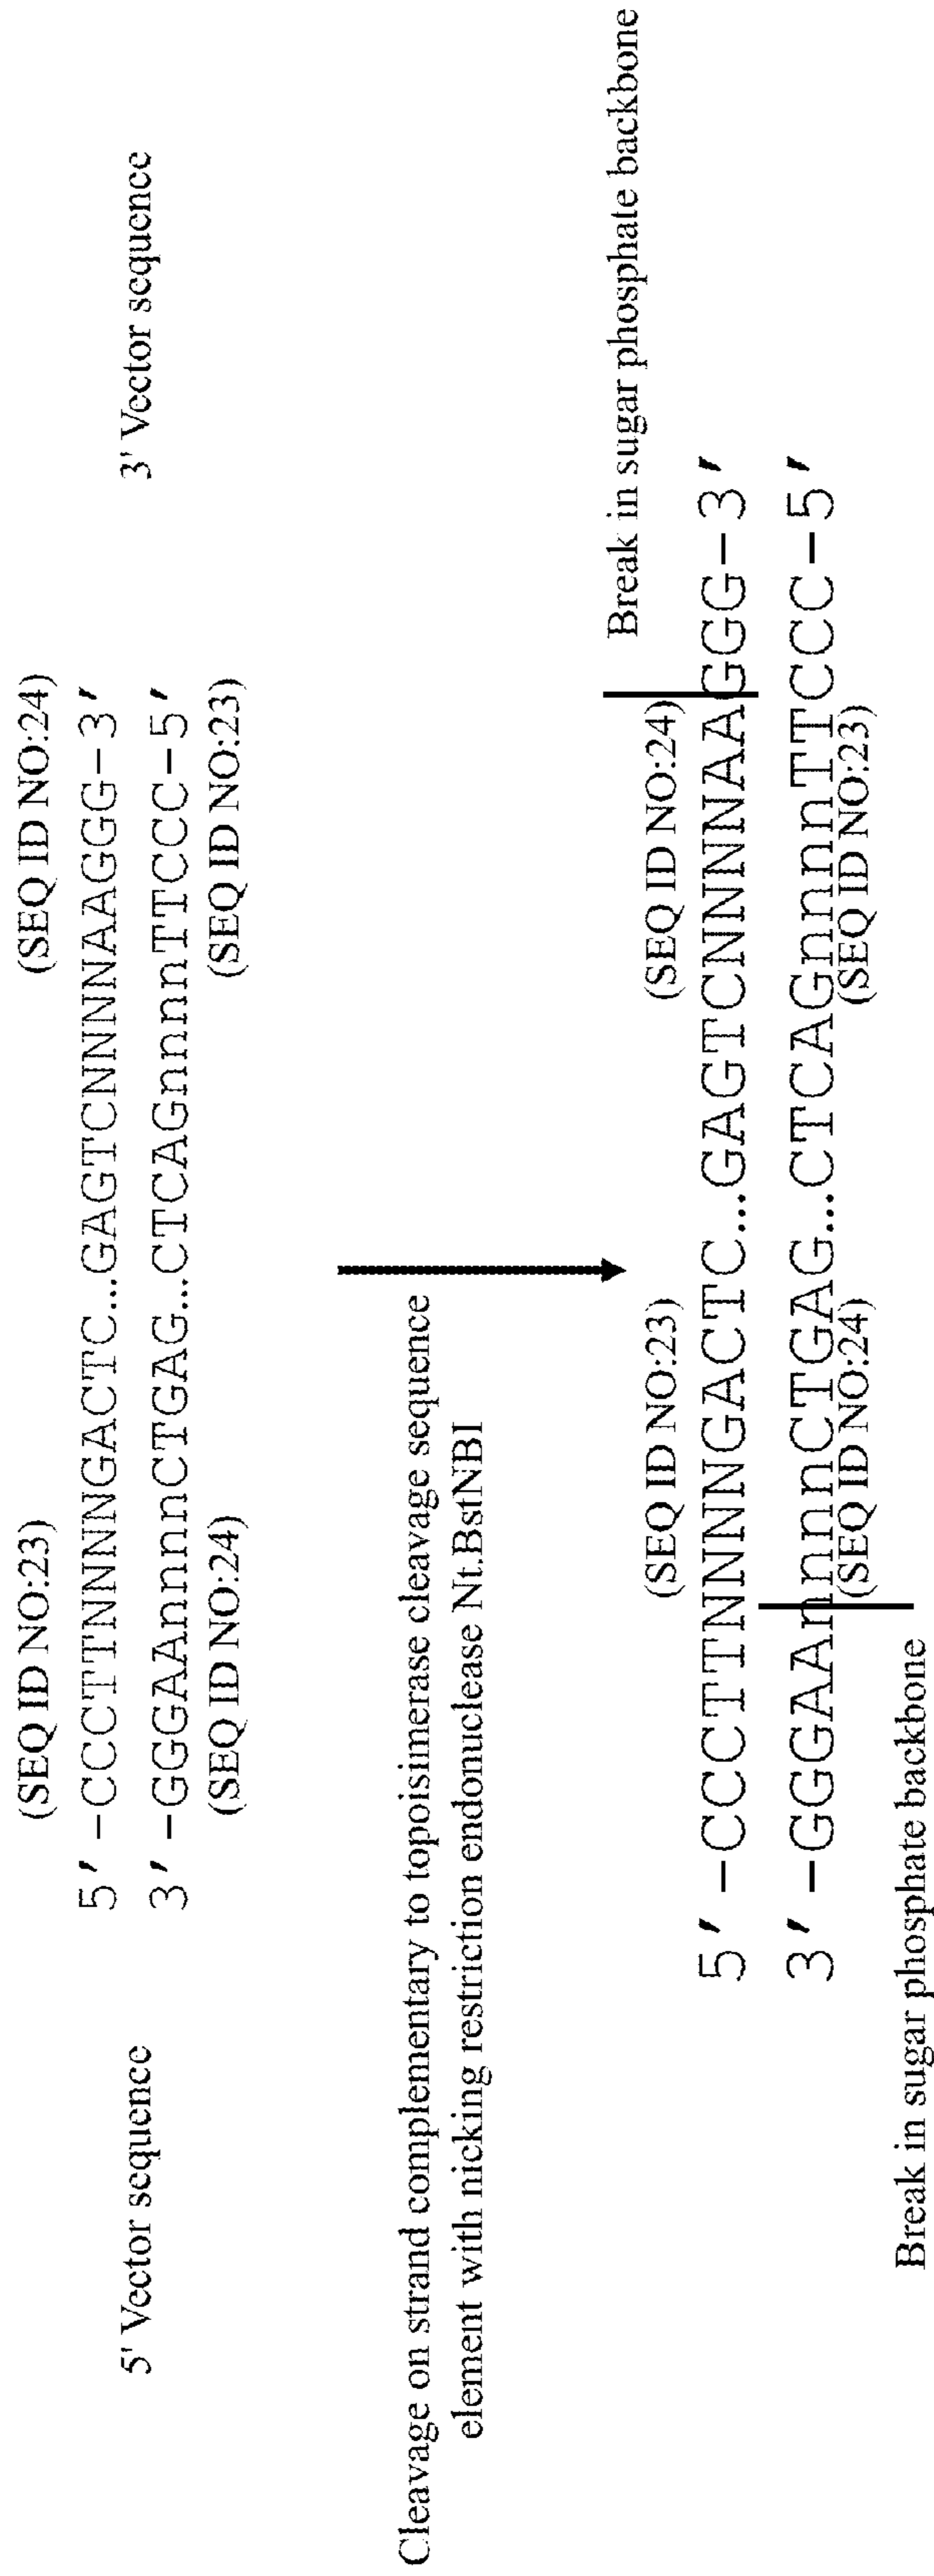 (SEQ ID NO:23) (SEQ ID NO:24)
5' Vector sequence 3' Vector sequence
5′-CCCTTNNNNGACTC...GAGTCNNNNAAGGG-3′
3′-GGGAAnnnnCTGAG...CTCAGnnnnTTCCC-5′
(SEQ ID NO:24) (SEQ ID NO:23)
Cleavage on strand complementary to topoisimerase cleavage sequence
element with nicking restriction endonuclease Nt.BstNBI
Break in sugar phosphate backbone
(SEQ ID NO:23) (SEQ ID NO:24)
5′-CCCTTNNNNGACTC...GAGTCNNNNAAGGG-3′
3′-GGGAAnnnnCTGAG...CTCAGnnnnTTCCC-5′
(SEQ ID NO:24) (SEQ ID NO:23)
Break in sugar phosphate backbone